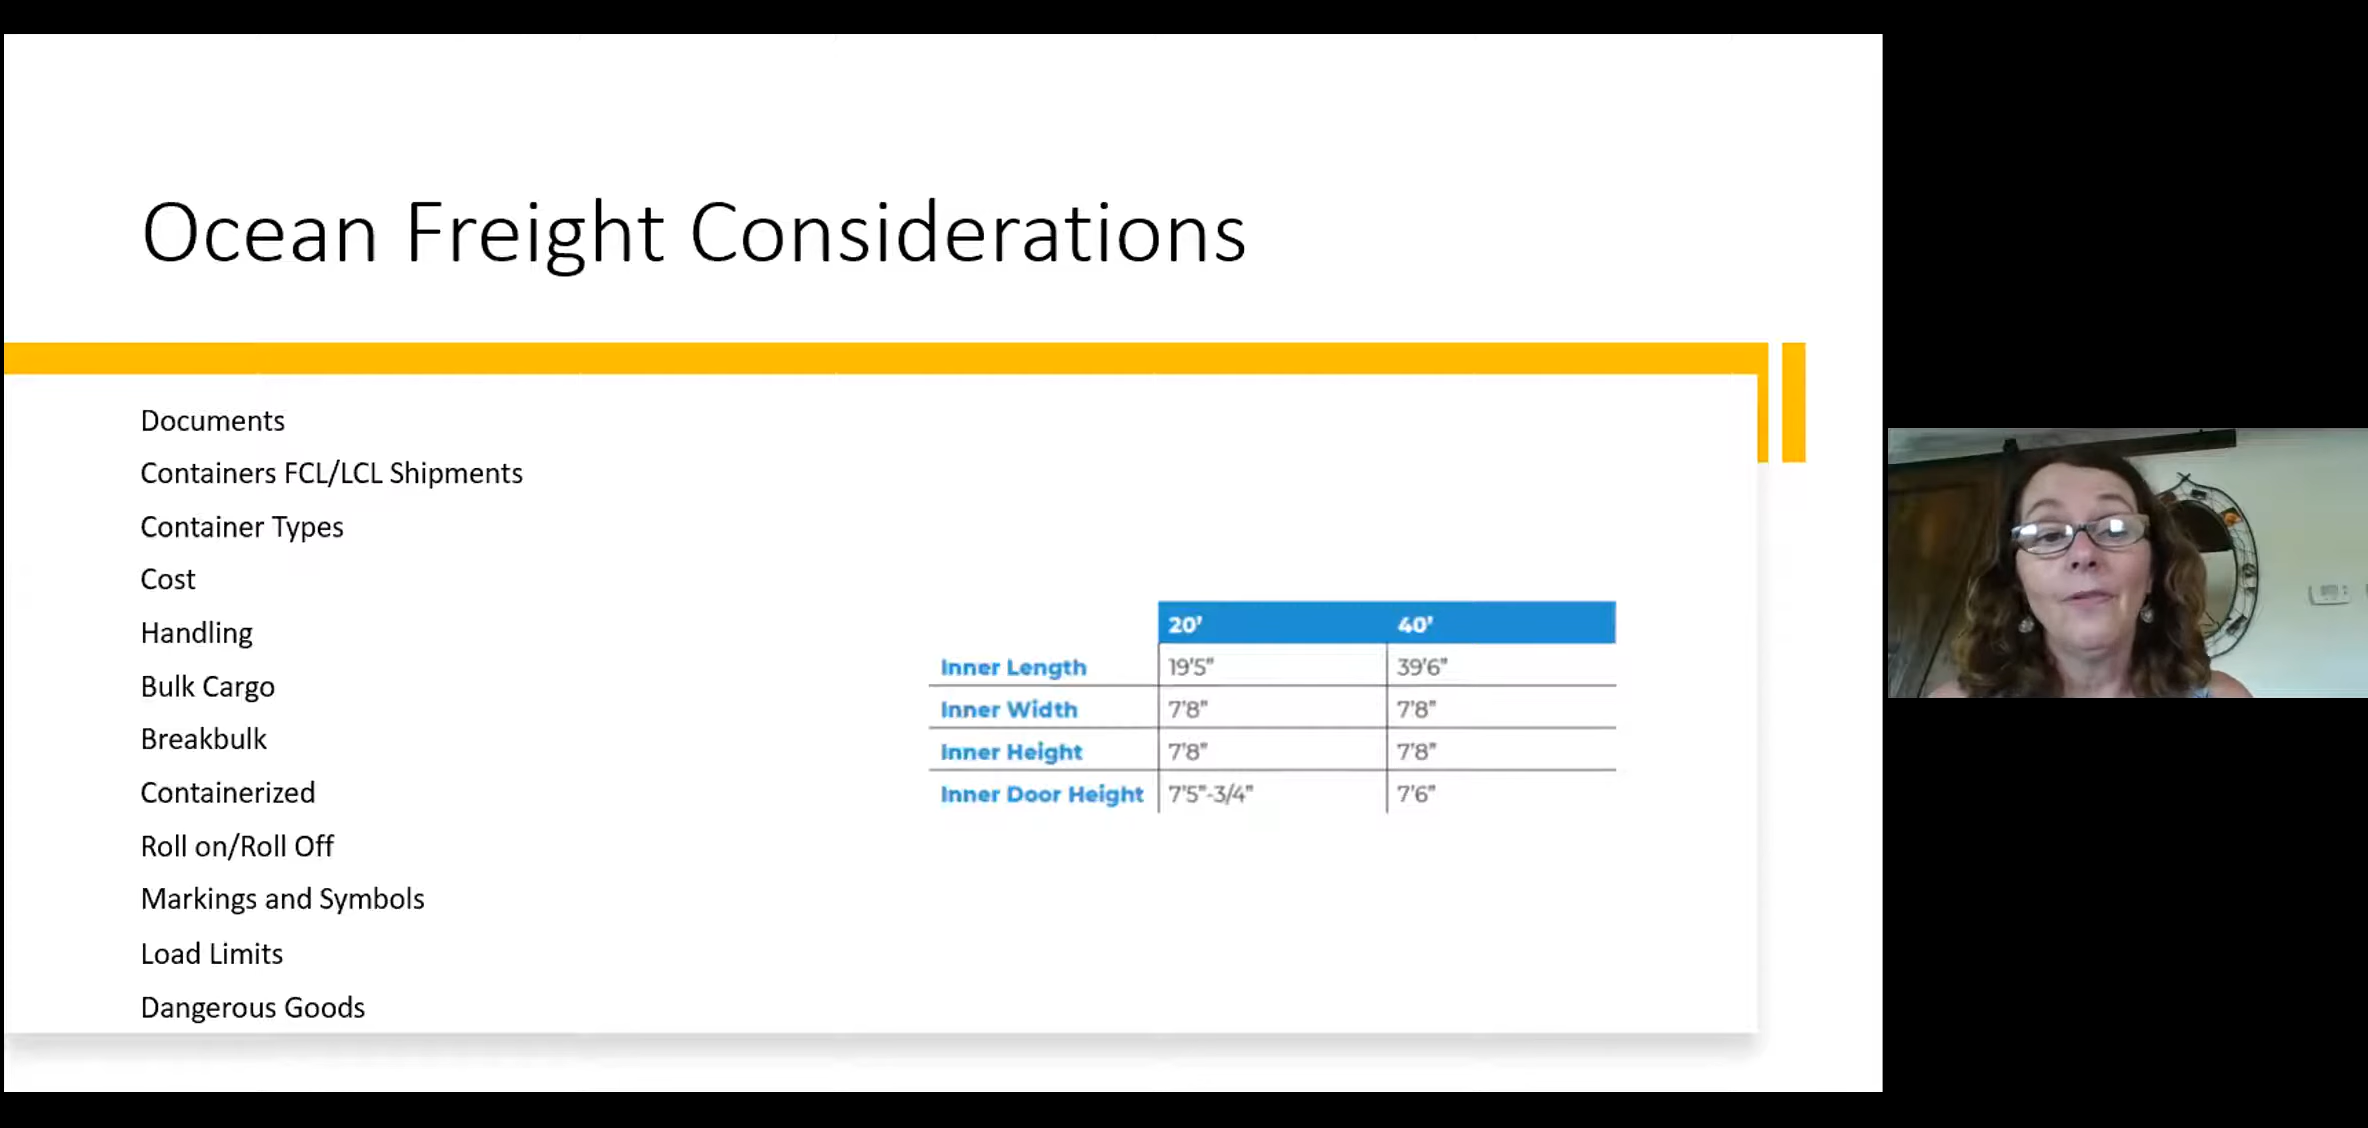 Ocean Freight Considerations
Documents
Containers FCL/LCL Shipments
Container Types
Cost
Handling
Bulk Cargo
Breakbulk
Containerized
Roll on/Roll Off
Markings and Symbols
Load Limits
Dangerous Goods
20’ 40’
Inner Length 19’5” 39’6”
Inner Width 7’8” 7’8”
Inner Height 7’8” 7’8”
Inner Door Height 7’5”-3/4” 7’6”